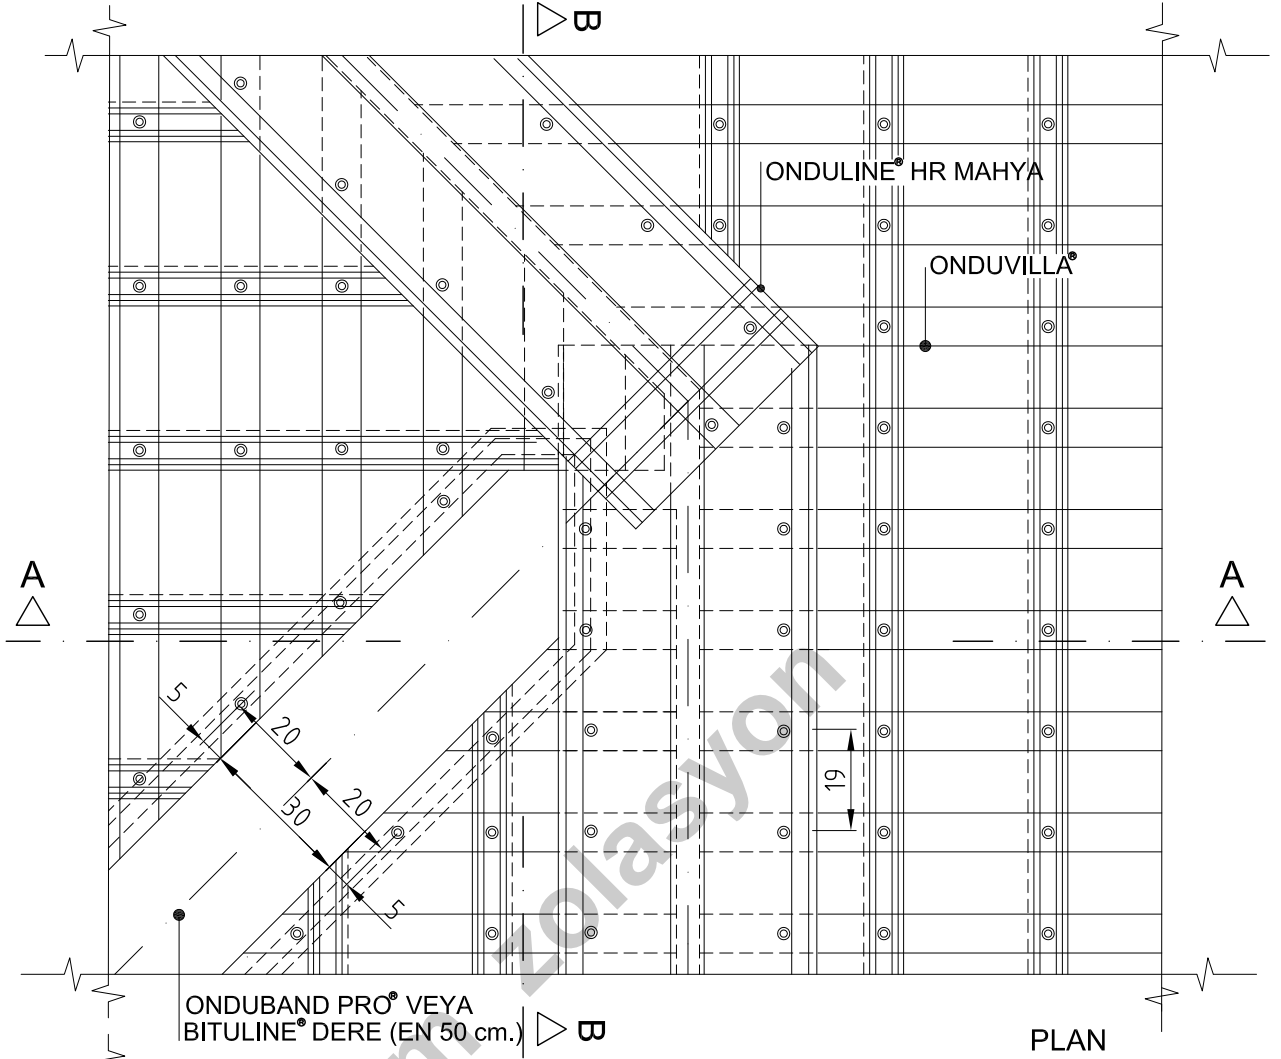 B
ONDULINE® HR MAHYA
ONDUVILLA®
A
A
5
20
30
20
5
19
zolasyon
m
ONDUBAND PRO® VEYA
BITULINE® DERE (EN 50 cm.)
B
PLAN